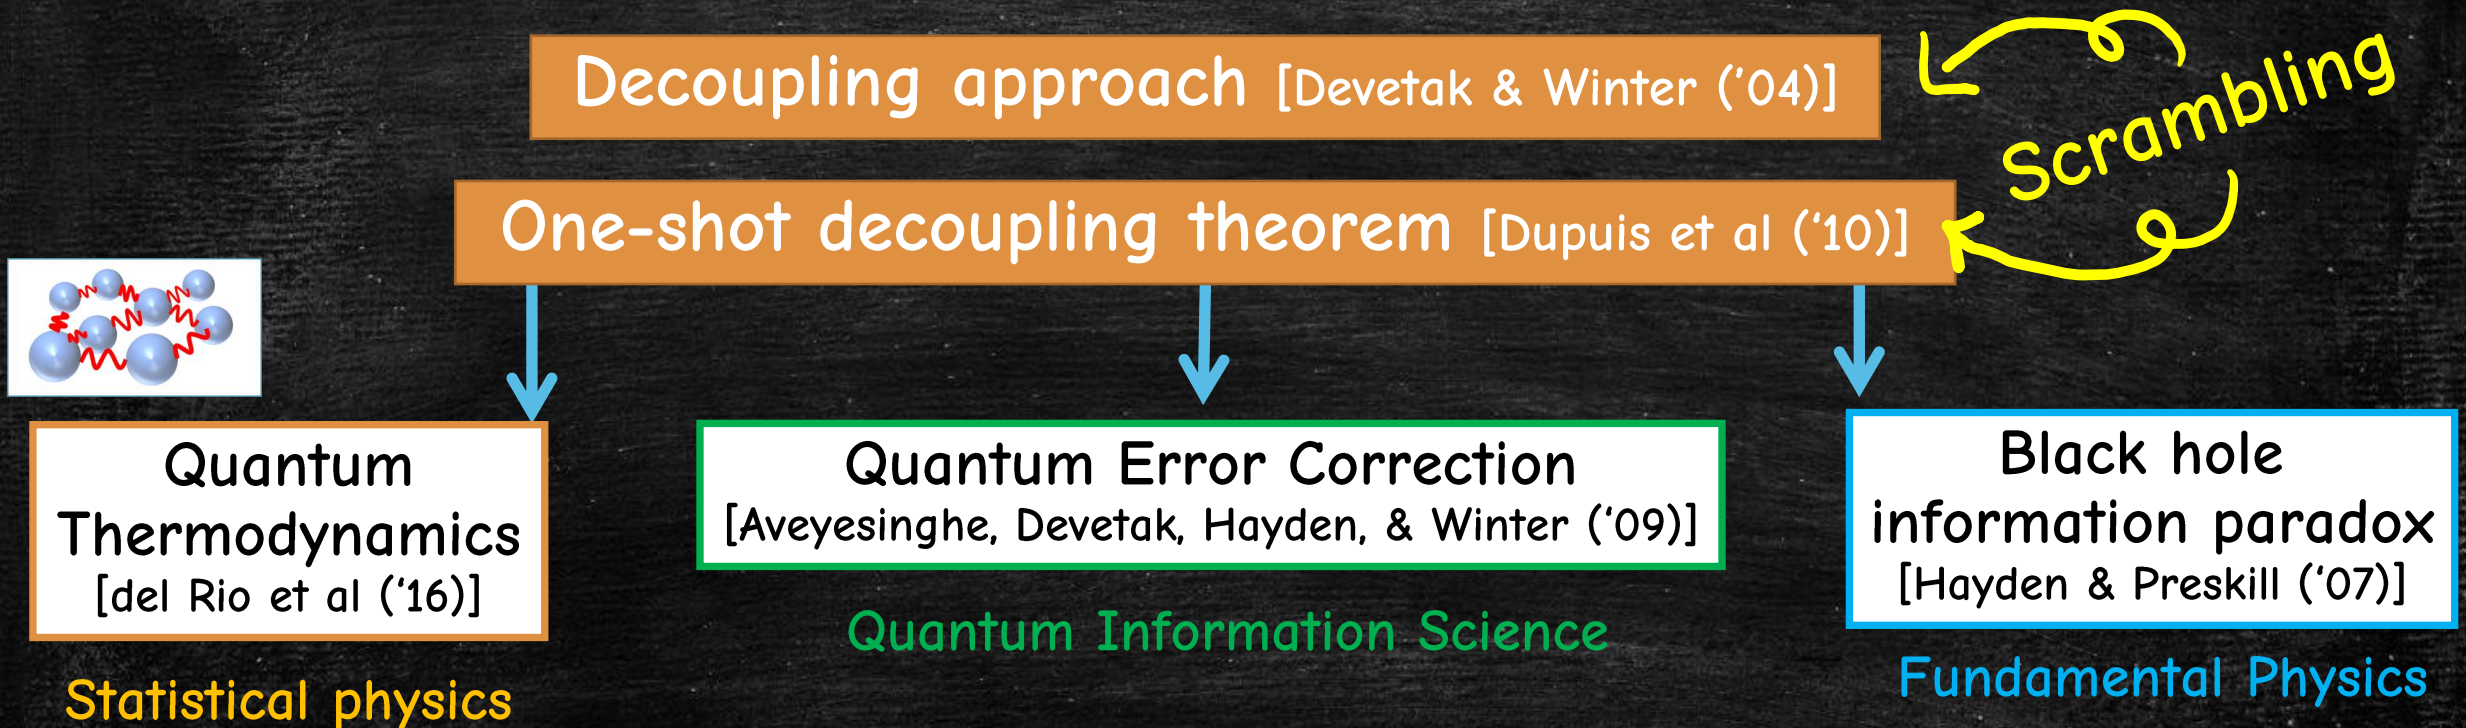 Decoupling approach [Devetak & Winter (’04)]
Scrambling
One-shot decoupling theorem [Dupuis et al (‘10)]
Quantum
Thermodynamics
[del Rio et al (‘16)]
Statistical physics
Quantum Error Correction
[Aveyesinghe, Devetak, Hayden, & Winter (‘09)]
Quantum Information Science
Black hole
information paradox
[Hayden & Preskill (‘07)]
Fundamental Physics